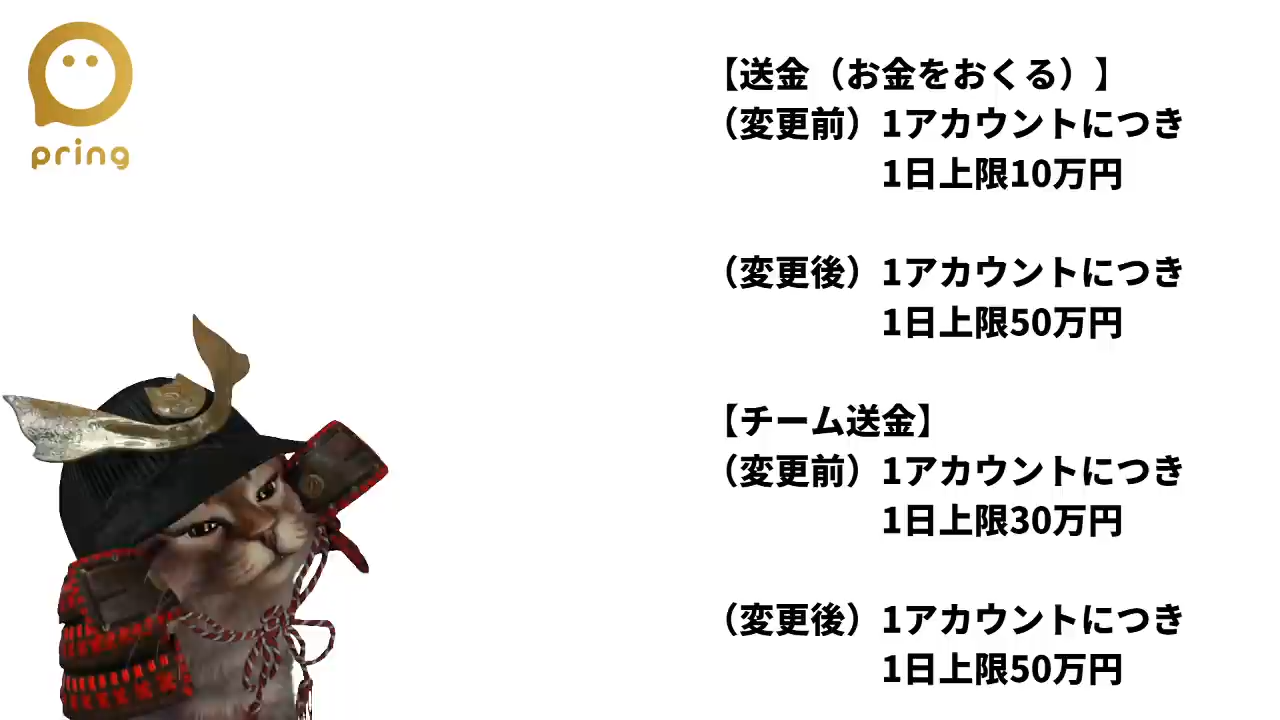 pring
【送金（お金をおくる）】
（変更前）1アカウントにつき
1日上限10万円
（変更後）1アカウントにつき
1日上限50万円
【チーム送金】
（変更前）1アカウントにつき
1日上限30万円
（変更後）1アカウントにつき
1日上限50万円